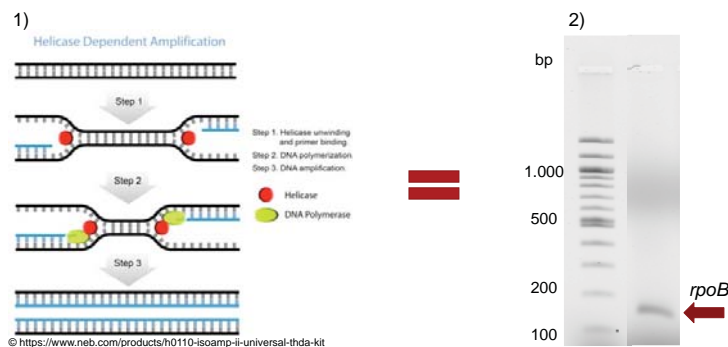 1)
Helicase Dependent Amplification
Step 1
Step 1. Helicase unwinding
and primer binding.
Step 2. DNA polymerization.
Step 3. DNA amplification.
Step 2
Helicase
DNA Polymerase
Step 3
© https://www.neb.com/products/h0110-isoamp-ii-universal-thda-kit
2)
bp
1.000
500
200
100
rpoB